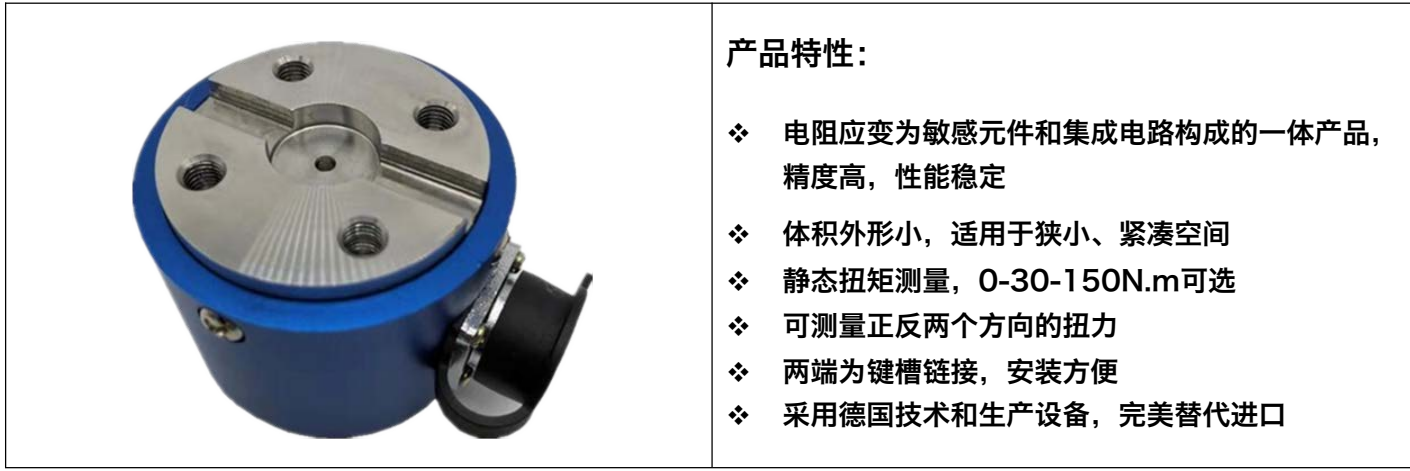 产品特性：
❖ 电阻应变为敏感元件和集成电路构成的一体产品，
精度高，性能稳定
❖ 体积外形小，适用于狭小、紧凑空间
❖ 静态扭矩测量，0-30-150N.m可选
❖ 可测量正反两个方向的扭力
❖ 两端为键槽链接，安装方便
❖ 采用德国技术和生产设备，完美替代进口